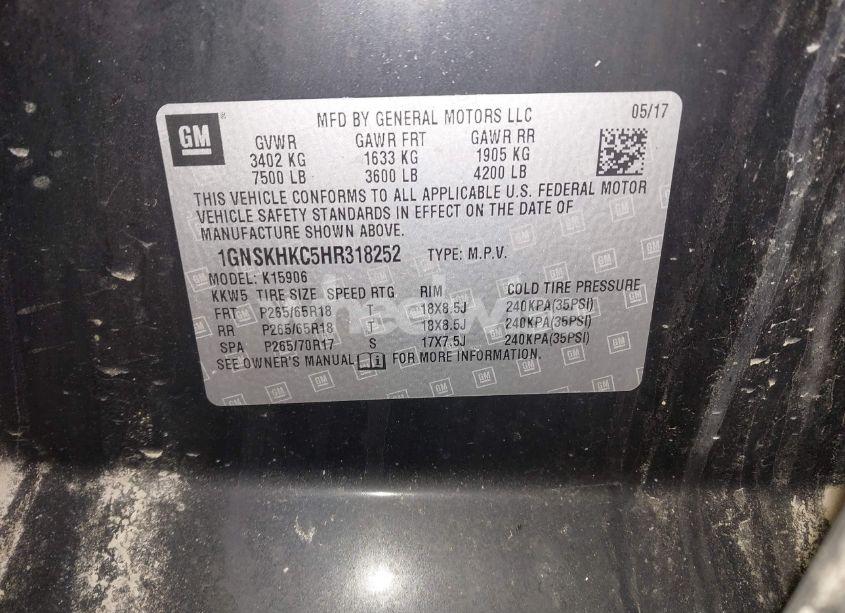 GM
MFD BY GENERAL MOTORS LLC 05/17
GVWR GAWR FRT GAWR RR
3402 KG 1633 KG 1905 KG
7500 LB 3600 LB 4200 LB
THIS VEHICLE CONFORMS TO ALL APPLICABLE U.S. FEDERAL MOTOR
VEHICLE SAFETY STANDARDS IN EFFECT ON THE DATE OF
MANUFACTURE SHOWN ABOVE.
1GNSKHKC5HR318252 TYPE: M.P.V.
MODEL: K15906
KKW5 TIRE SIZE SPEED RTG RIM COLD TIRE PRESSURE
FRT P265/65R18 T 18X8.5J 240KPA(35PSI)
RR P265/65R18 T 18X8.5J 240KPA(35PSI)
SPA P265/70R17 S 17X7.5J 240KPA(35PSI)
SEE OWNER'S MANUAL FOR MORE INFORMATION.